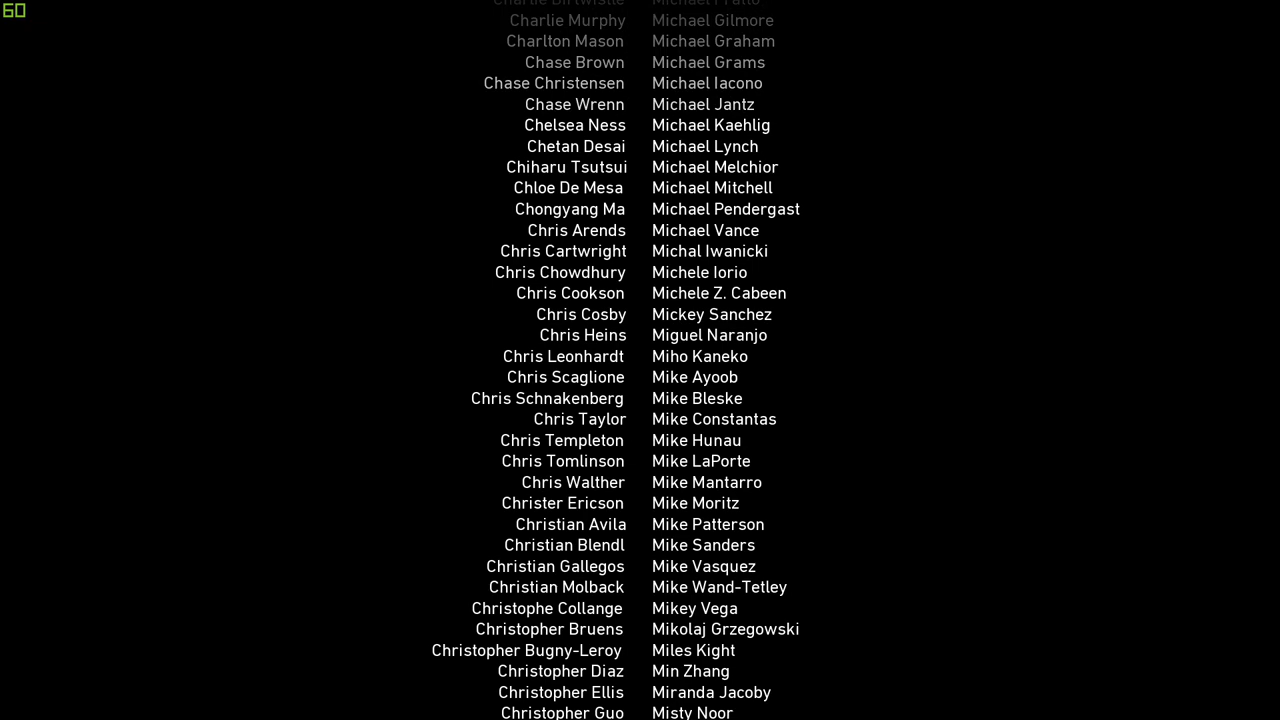 60
Charlie Birtwistle Michael Fratto
Charlie Murphy Michael Gilmore
Charlton Mason Michael Graham
Chase Brown Michael Grams
Chase Christensen Michael Iacono
Chase Wrenn Michael Jantz
Chelsea Ness Michael Kaehlig
Chetan Desai Michael Lynch
Chiharu Tsutsui Michael Melchior
Chloe De Mesa Michael Mitchell
Chongyang Ma Michael Pendergast
Chris Arends Michael Vance
Chris Cartwright Michal Iwanicki
Chris Chowdhury Michele Iorio
Chris Cookson Michele Z. Cabeen
Chris Cosby Mickey Sanchez
Chris Heins Miguel Naranjo
Chris Leonhardt Miho Kaneko
Chris Scaglione Mike Ayoob
Chris Schnakenberg Mike Bleske
Chris Taylor Mike Constantas
Chris Templeton Mike Hunau
Chris Tomlinson Mike LaPorte
Chris Walther Mike Mantarro
Christer Ericson Mike Moritz
Christian Avila Mike Patterson
Christian Blendl Mike Sanders
Christian Gallegos Mike Vasquez
Christian Molback Mike Wand-Tetley
Christophe Collange Mikey Vega
Christopher Bruens Mikolaj Grzegowski
Christopher Bugny-Leroy Miles Kight
Christopher Diaz Min Zhang
Christopher Ellis Miranda Jacoby
Christopher Guo Misty Noor